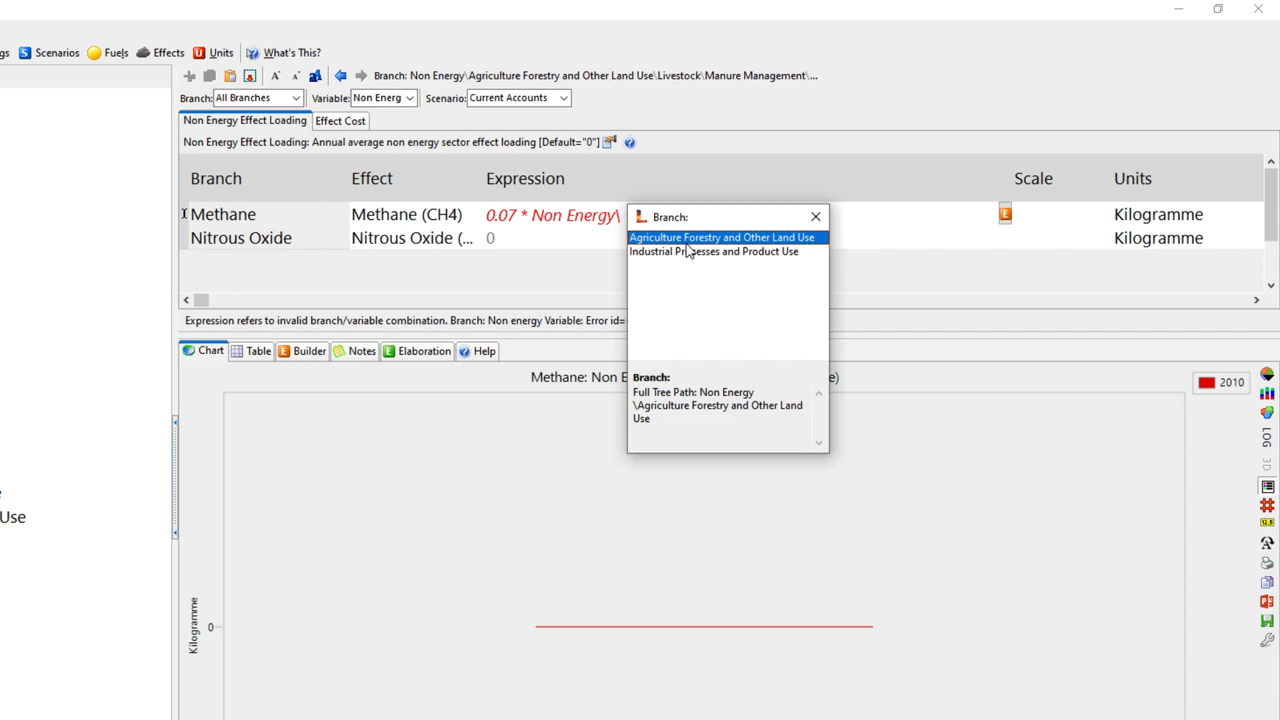 gs Scenarios Fuels Effects Units What's This?
Branch: Non Energy\Agriculture Forestry and Other Land Use\Livestock\Manure Management\...
Branch: All Branches Variable: Non Energ Scenario: Current Accounts
Non Energy Effect Loading Effect Cost
Non Energy Effect Loading: Annual average non energy sector effect loading [Default="0"]
Branch Effect Expression Scale Units
Methane Methane (CH4) 0.07 * Non Energy\ Kilogramme
Nitrous Oxide Nitrous Oxide (... 0 Kilogramme
Branch:
Agriculture Forestry and Other Land Use
Industrial Processes and Product Use
Branch:
Full Tree Path: Non Energy
\Agriculture Forestry and Other Land
Use
Expression refers to invalid branch/variable combination. Branch: Non energy Variable: Error id=
Chart Table Builder Notes Elaboration Help
Methane: Non E e)
2010
LOG
3D
12.5
Use
Kilogramme
0